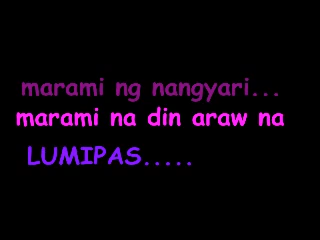 marami ng nangyari...
marami na din araw na
LUMIPAS.....